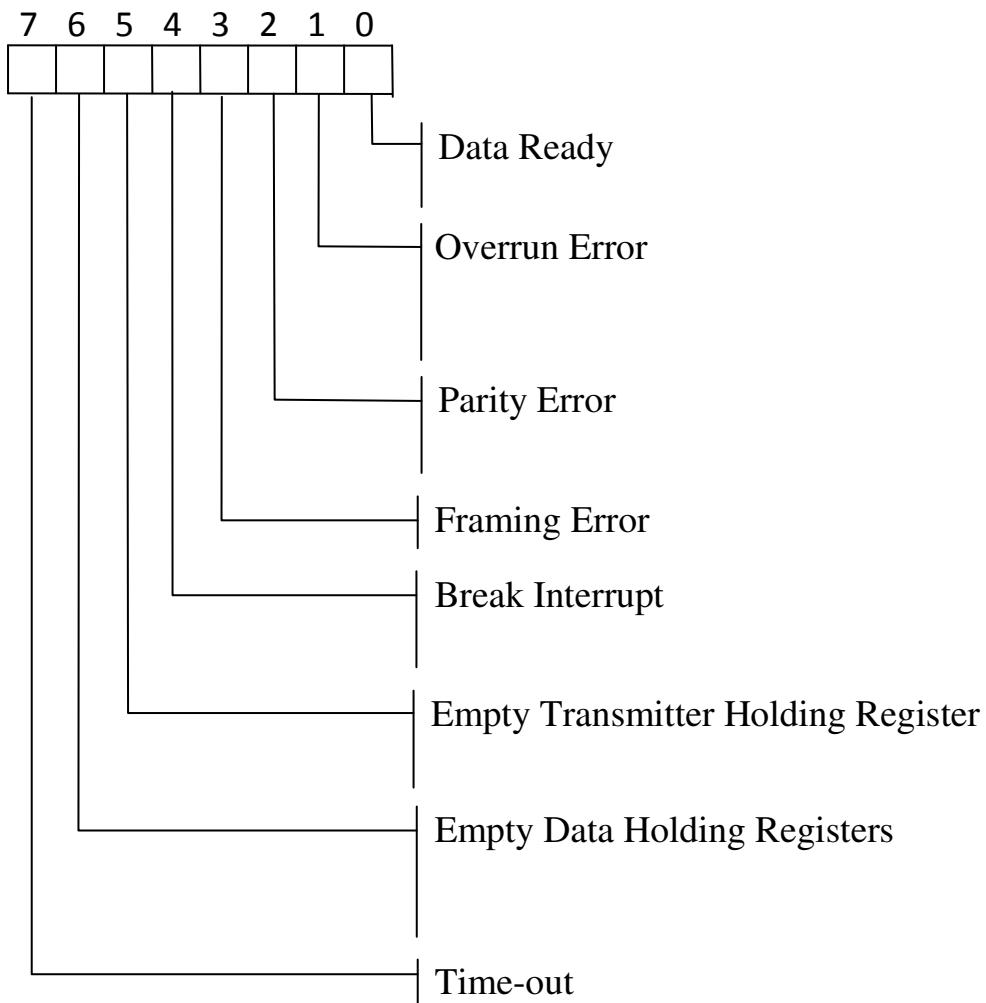 7 6 5 4 3 2 1 0
Data Ready
Overrun Error
Parity Error
Framing Error
Break Interrupt
Empty Transmitter Holding Register
Empty Data Holding Registers
Time-out